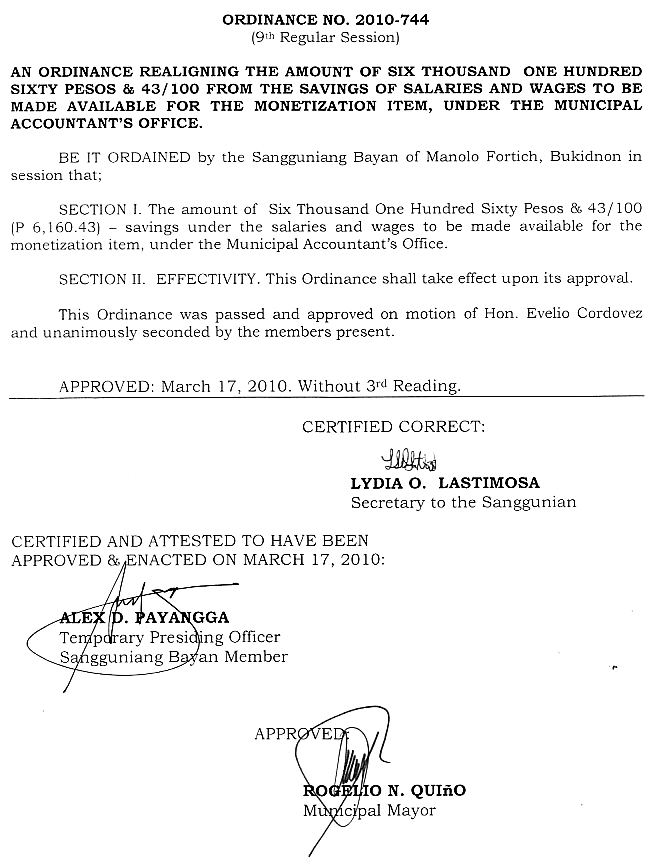 ORDINANCE NO. 2010-744
(9th Regular Session)
AN ORDINANCE REALIGNING THE AMOUNT OF SIX THOUSAND ONE HUNDRED
SIXTY PESOS & 43/100 FROM THE SAVINGS OF SALARIES AND WAGES TO BE
MADE AVAILABLE FOR THE MONETIZATION ITEM, UNDER THE MUNICIPAL
ACCOUNTANT'S OFFICE.
BE IT ORDAINED by the Sangguniang Bayan of Manolo Fortich, Bukidnon in
session that;
SECTION I. The amount of Six Thousand One Hundred Sixty Pesos & 43/100
(P 6,160.43) – savings under the salaries and wages to be made available for the
monetization item, under the Municipal Accountant's Office.
SECTION II. EFFECTIVITY. This Ordinance shall take effect upon its approval.
This Ordinance was passed and approved on motion of Hon. Evelio Cordovez
and unanimously seconded by the members present.
APPROVED: March 17, 2010. Without 3rd Reading.
CERTIFIED CORRECT:
LYDIA O. LASTIMOSA
Secretary to the Sanggunian
CERTIFIED AND ATTESTED TO HAVE BEEN
APPROVED & ENACTED ON MARCH 17, 2010:
ALEX D. PAYANGGA
Temporary Presiding Officer
Sangguniang Bayan Member
APPROVED:
ROGELIO N. QUIñO
Municipal Mayor